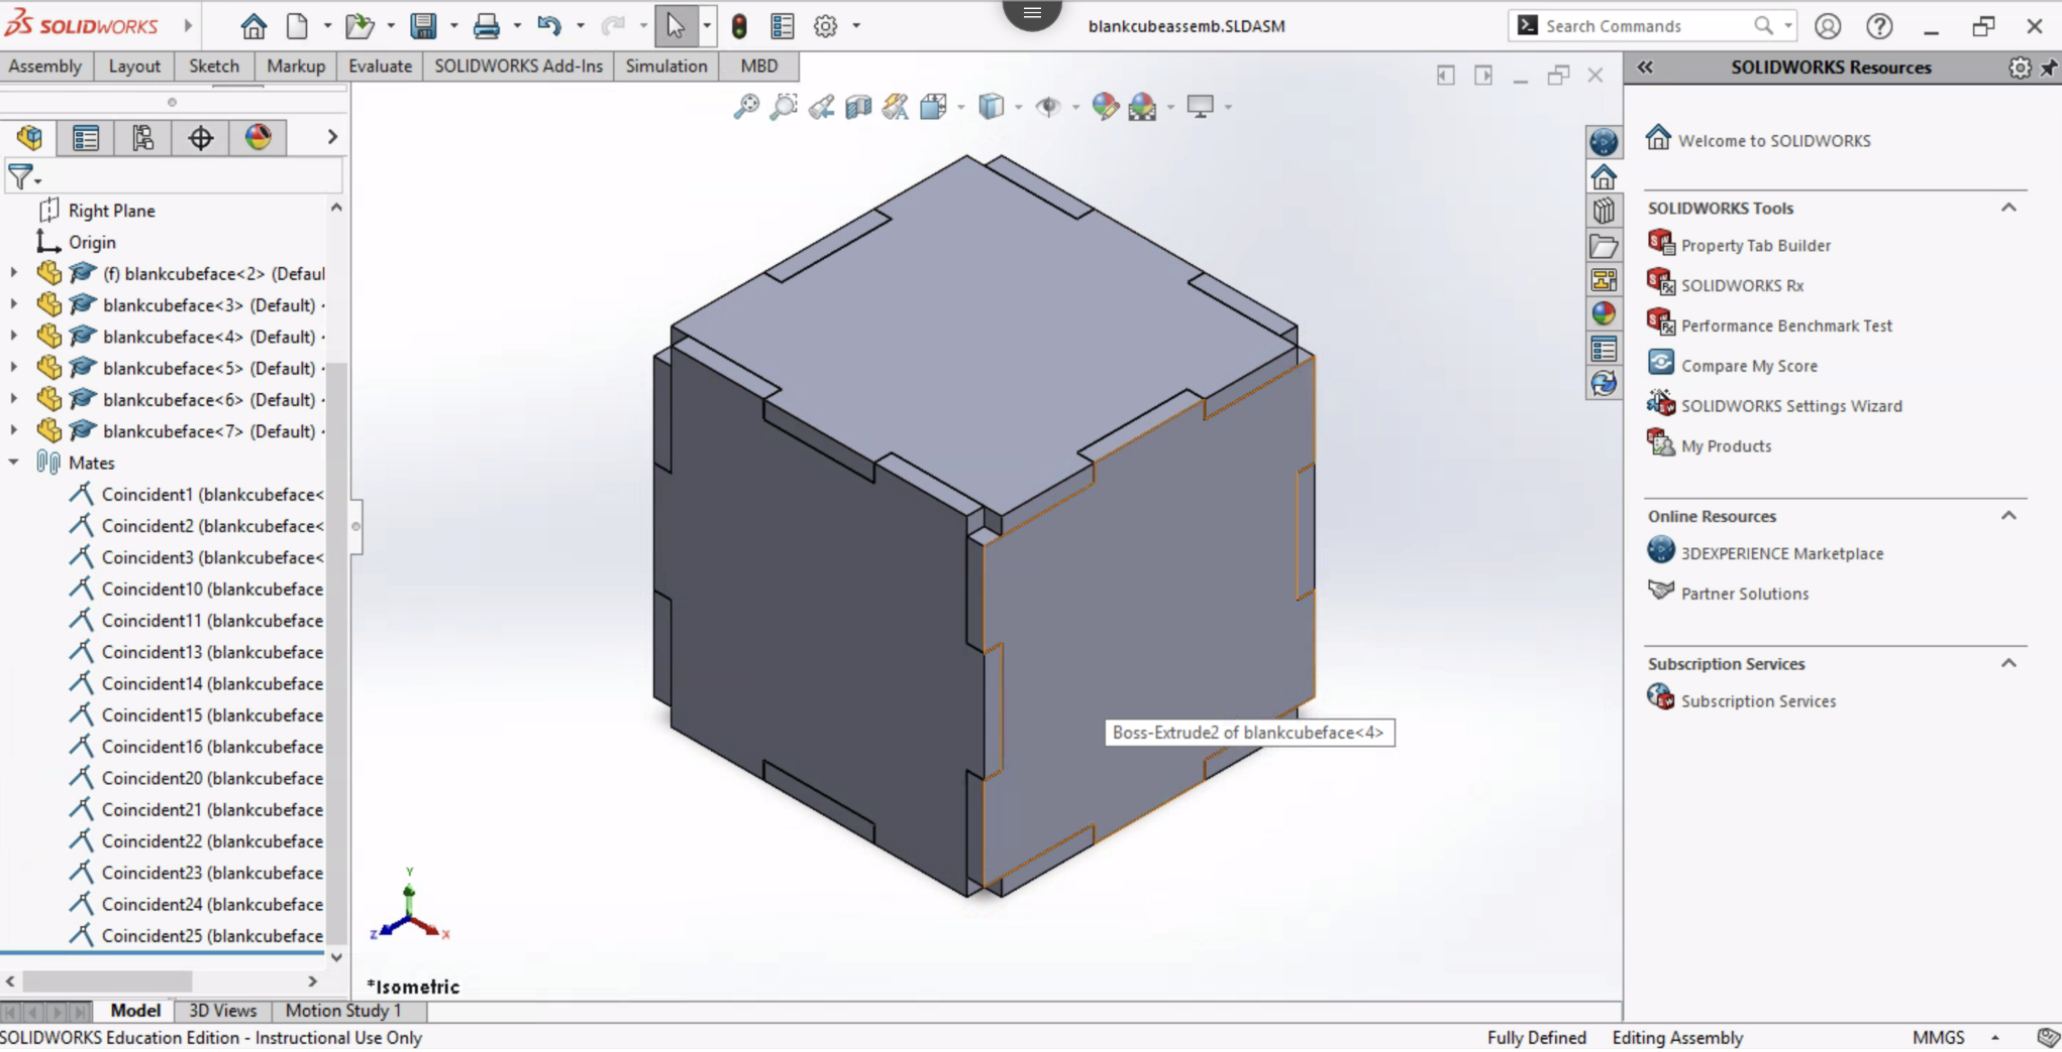 SOLIDWORKS
blankcubeassemb.SLDASM
Search Commands
Assembly
Layout
Sketch
Markup
Evaluate
SOLIDWORKS Add-Ins
Simulation
MBD
SOLIDWORKS Resources
Right Plane
Origin
(f) blankcubeface<2> (Defaul
blankcubeface<3> (Default)
blankcubeface<4> (Default)
blankcubeface<5> (Default)
blankcubeface<6> (Default)
blankcubeface<7> (Default)
Mates
Coincident1 (blankcubeface<
Coincident2 (blankcubeface<
Coincident3 (blankcubeface<
Coincident10 (blankcubeface
Coincident11 (blankcubeface
Coincident13 (blankcubeface
Coincident14 (blankcubeface
Coincident15 (blankcubeface
Coincident16 (blankcubeface
Coincident20 (blankcubeface
Coincident21 (blankcubeface
Coincident22 (blankcubeface
Coincident23 (blankcubeface
Coincident24 (blankcubeface
Coincident25 (blankcubeface
Boss-Extrude2 of blankcubeface<4>
Y
Z
X
*Isometric
Welcome to SOLIDWORKS
SOLIDWORKS Tools
Property Tab Builder
SOLIDWORKS Rx
Performance Benchmark Test
Compare My Score
SOLIDWORKS Settings Wizard
My Products
Online Resources
3DEXPERIENCE Marketplace
Partner Solutions
Subscription Services
Subscription Services
Model
3D Views
Motion Study 1
SOLIDWORKS Education Edition - Instructional Use Only
Fully Defined
Editing Assembly
MMGS